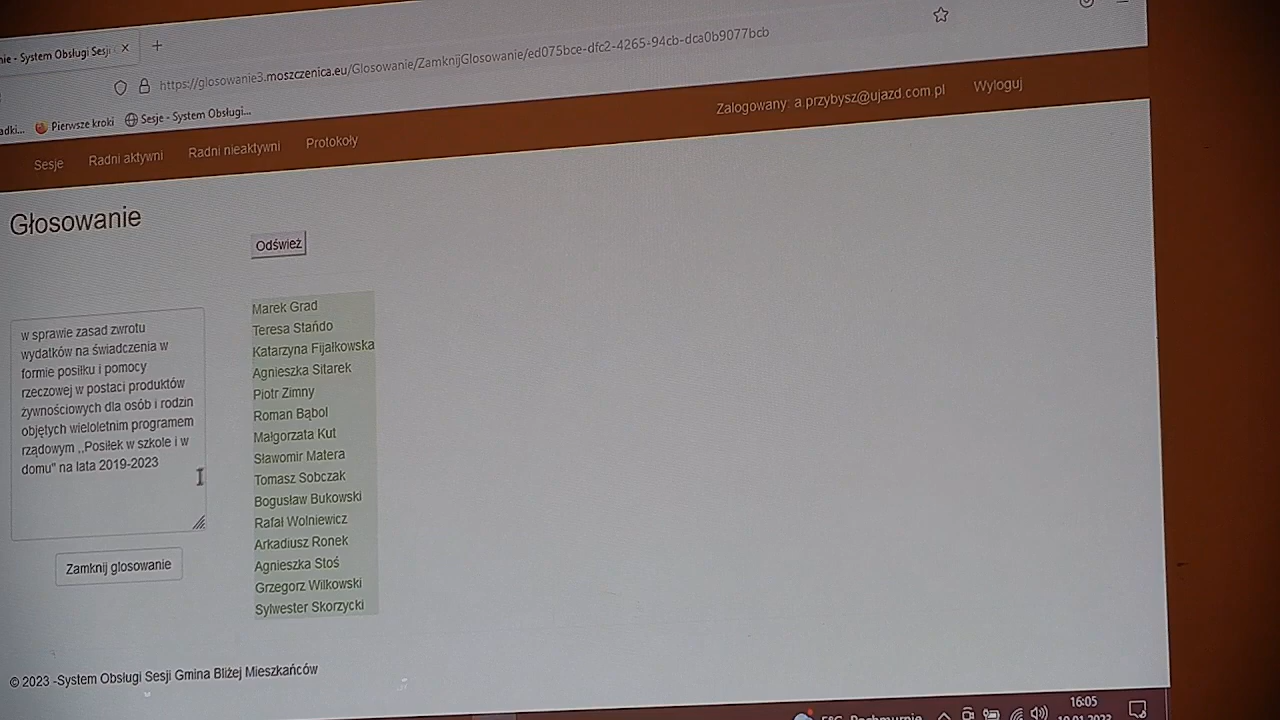 nie - System Obsługi Sesji
https://glosowanie3.moszczenica.eu/Glosowanie/ZamknijGlosowanie/ed075bce-dfc2-4265-94cb-dca0b9077bcb
adki... Pierwsze kroki Sesje - System Obsługi...
Sesje Radni aktywni Radni nieaktywni Protokoły Zalogowany: a.przybysz@ujazd.com.pl Wyloguj
Głosowanie
Odśwież
w sprawie zasad zwrotu
wydatków na świadczenia w
formie posiłku i pomocy
rzeczowej w postaci produktów
żywnościowych dla osób i rodzin
objętych wieloletnim programem
rządowym ,,Posiłek w szkole i w
domu" na lata 2019-2023
Zamknij glosowanie
Marek Grad
Teresa Stańdo
Katarzyna Fijałkowska
Agnieszka Sitarek
Piotr Zimny
Roman Bąbol
Małgorzata Kut
Sławomir Matera
Tomasz Sobczak
Bogusław Bukowski
Rafał Wolniewicz
Arkadiusz Ronek
Agnieszka Stoś
Grzegorz Wilkowski
Sylwester Skorzycki
© 2023 -System Obsługi Sesji Gmina Bliżej Mieszkańców
5°C Pochmurnie
16:05